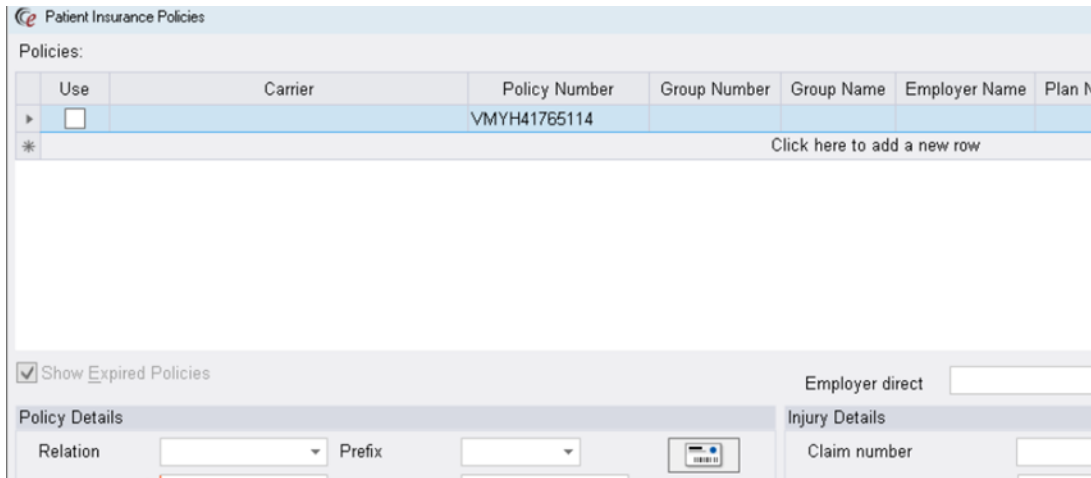 Patient Insurance Policies
Policies:
Use Carrier Policy Number Group Number Group Name Employer Name Plan
VMYH41765114
Click here to add a new row
Show Expired Policies
Employer direct
Policy Details Injury Details
Relation Prefix Claim number